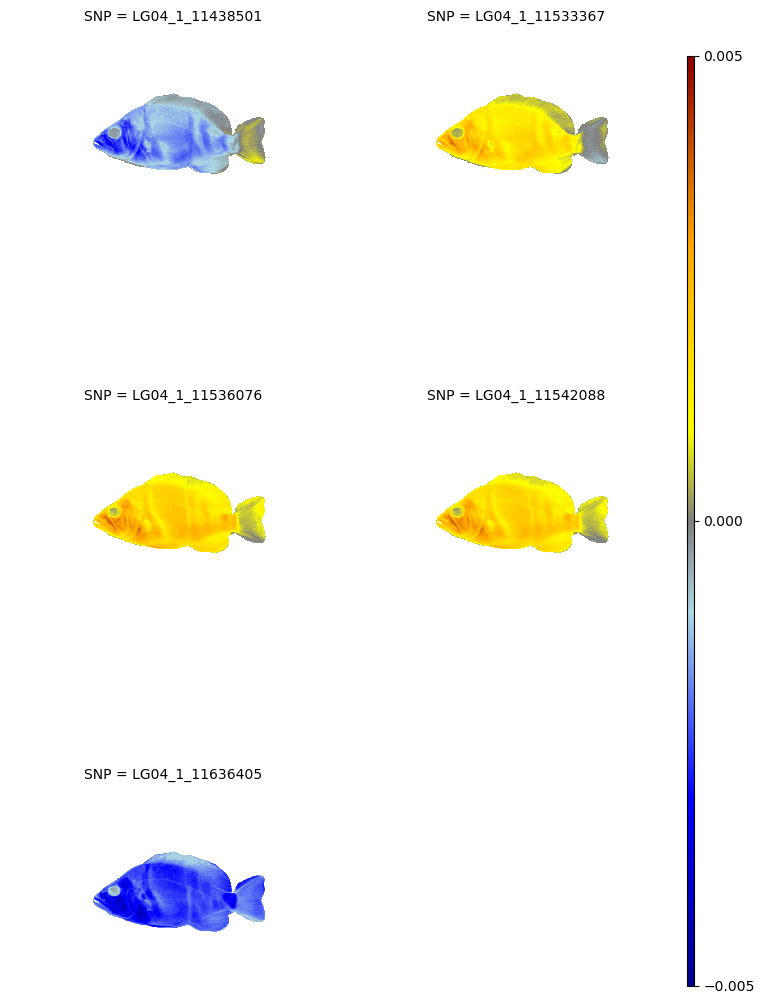 SNP = LG04_1_11438501
SNP = LG04_1_11533367
0.005
SNP = LG04_1_11536076
SNP = LG04_1_11542088
0.000
SNP = LG04_1_11636405
−0.005